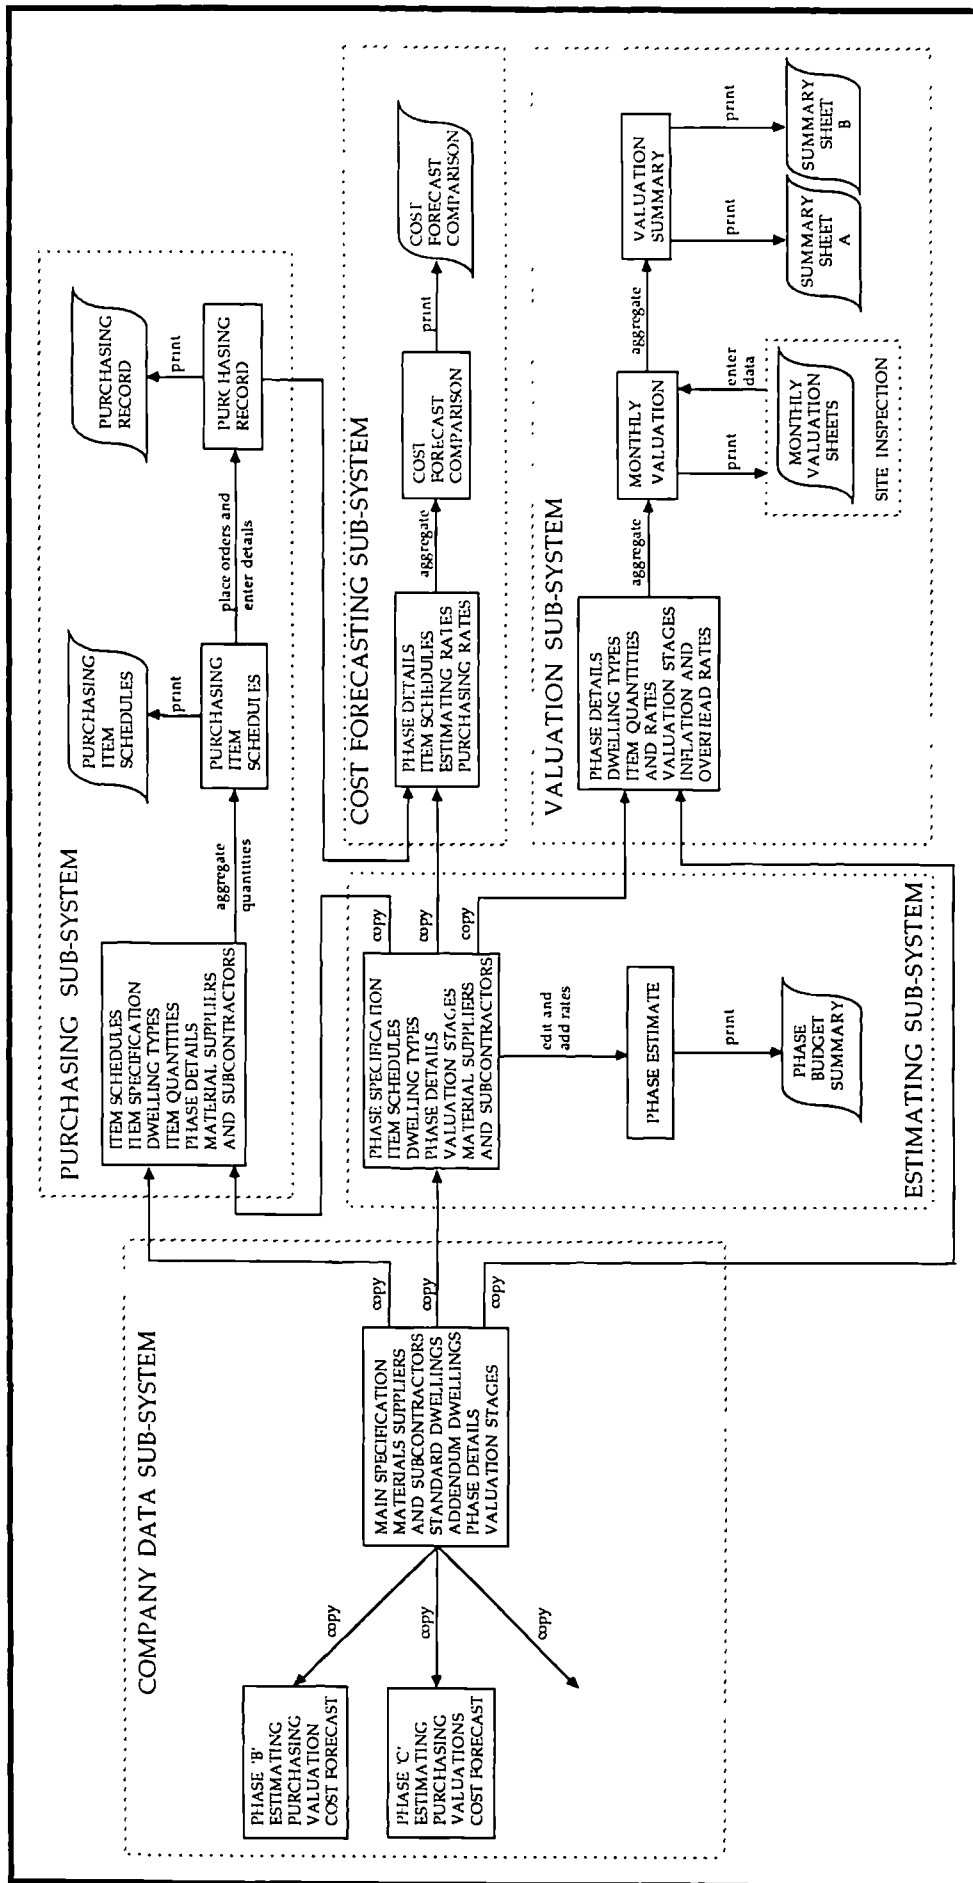 PURCHASING SUB-SYSTEM
ITEM SCHEDULES
ITEM SPECIFICATION
DWELLING TYPES
ITEM QUANTITIES
PHASE DETAILS
MATERIAL SUPPLIERS
AND SUBCONTRACTORS
aggregate
quantities
PURCHASING
ITEM
SCHEDULES
print
PURCHASING
ITEM
SCHEDULES
place orders and
enter details
PURCHASING
RECORD
print
PURCHASING
RECORD
COST FORECASTING SUB-SYSTEM
PHASE DETAILS
ITEM SCHEDULES
ESTIMATING RATES
PURCHASING RATES
aggregate
COST
FORECAST
COMPARISON
print
COST
FORECAST
COMPARISON
VALUATION SUB-SYSTEM
PHASE DETAILS
DWELLING TYPES
ITEM QUANTITIES
AND RATES
VALUATION STAGES
INFLATION AND
OVERHEAD RATES
aggregate
MONTHLY
VALUATION
print
enter
data
MONTHLY
VALUATION
SHEETS
SITE INSPECTION
aggregate
VALUATION
SUMMARY
print
print
SUMMARY
SHEET
A
SUMMARY
SHEET
B
COMPANY DATA SUB-SYSTEM
PHASE 'B'
ESTIMATING
PURCHASING
VALUATION
COST FORECAST
PHASE 'C'
ESTIMATING
PURCHASING
VALUATIONS
COST FORECAST
copy
copy
copy
MAIN SPECIFICATION
MATERIALS SUPPLIERS
AND SUBCONTRACTORS
STANDARD DWELLINGS
ADDENDUM DWELLINGS
PHASE DETAILS
VALUATION STAGES
copy
copy
copy
PHASE SPECIFICATION
ITEM SCHEDULES
DWELLING TYPES
PHASE DETAILS
VALUATION STAGES
MATERIAL SUPPLIERS
AND SUBCONTRACTORS
copy
copy
copy
edit and
add rates
PHASE ESTIMATE
print
PHASE
BUDGET
SUMMARY
ESTIMATING SUB-SYSTEM